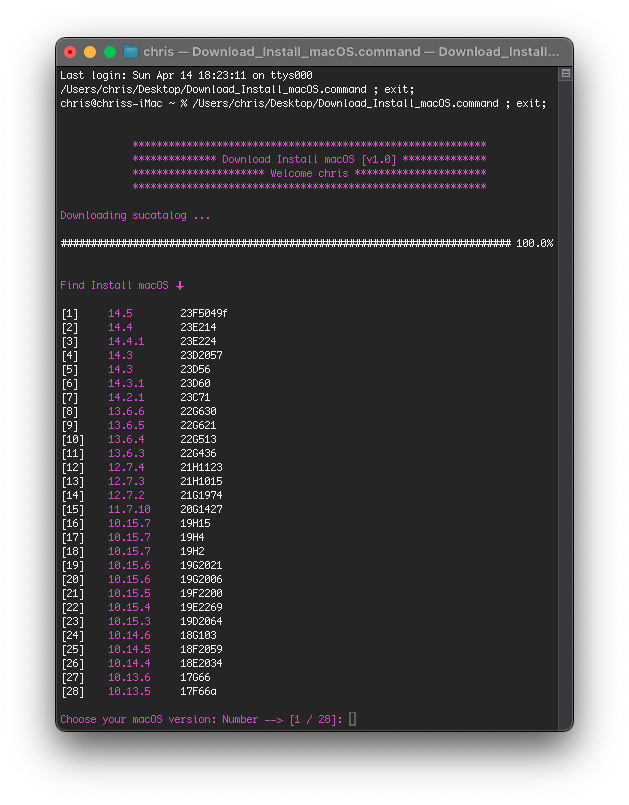 chris — Download_Install_macOS.command — Download_Install...
Last login: Sun Apr 14 18:23:11 on ttys000
/Users/chris/Desktop/Download_Install_macOS.command ; exit;
chris@chriss-iMac ~ % /Users/chris/Desktop/Download_Install_macOS.command ; exit;
***********************************************************
************** Download Install macOS [v1.0] **************
********************** Welcome chris **********************
***********************************************************
Downloading sucatalog ...
########################################################################### 100.0%
Find Install macOS ↓
[1] 14.5 23F5049f
[2] 14.4 23E214
[3] 14.4.1 23E224
[4] 14.3 23D2057
[5] 14.3 23D56
[6] 14.3.1 23D60
[7] 14.2.1 23C71
[8] 13.6.6 22G630
[9] 13.6.5 22G621
[10] 13.6.4 22G513
[11] 13.6.3 22G436
[12] 12.7.4 21H1123
[13] 12.7.3 21H1015
[14] 12.7.2 21G1974
[15] 11.7.10 20G1427
[16] 10.15.7 19H15
[17] 10.15.7 19H4
[18] 10.15.7 19H2
[19] 10.15.6 19G2021
[20] 10.15.6 19G2006
[21] 10.15.5 19F2200
[22] 10.15.4 19E2269
[23] 10.15.3 19D2064
[24] 10.14.6 18G103
[25] 10.14.5 18F2059
[26] 10.14.4 18E2034
[27] 10.13.6 17G66
[28] 10.13.5 17F66a
Choose your macOS version: Number --> [1 / 28]: